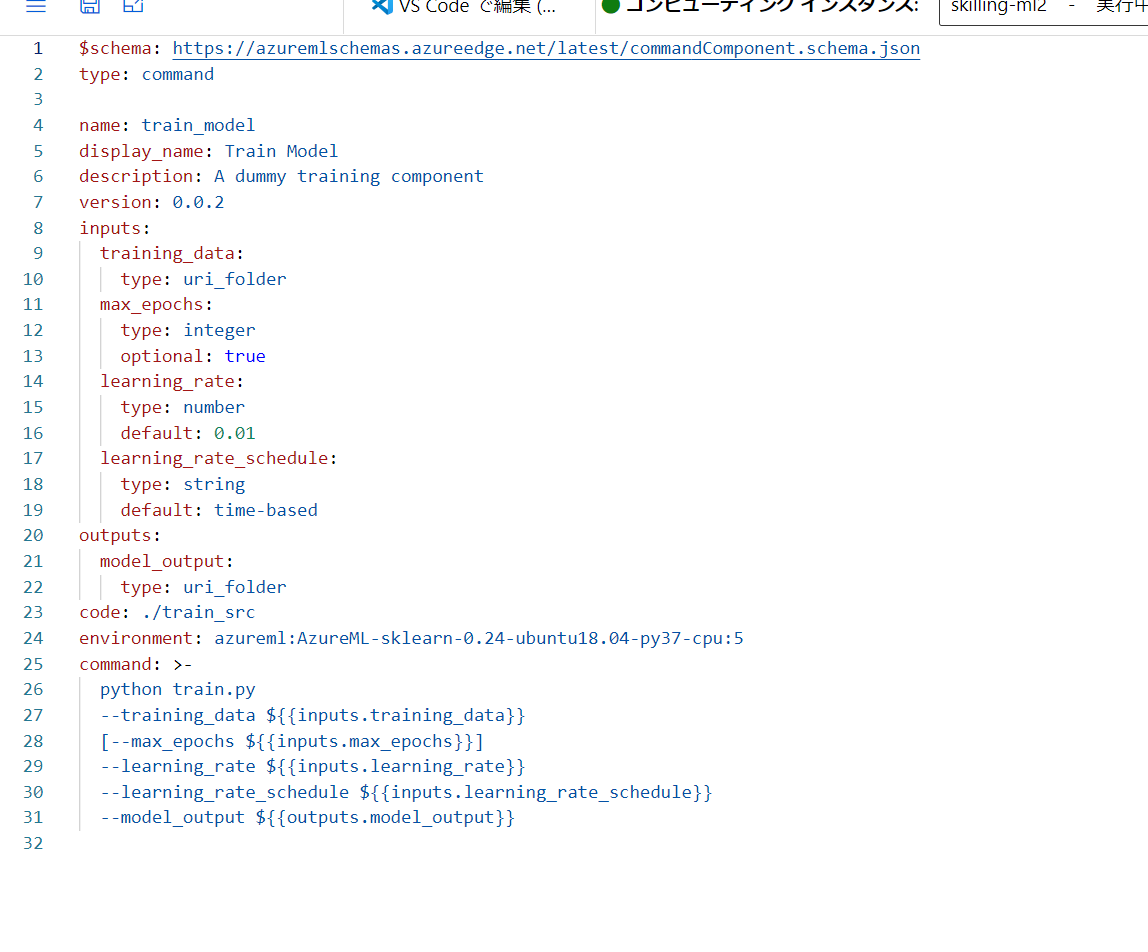 VS Code で編集 (...
コンピューティング インスタンス:
skilling-ml2 - 実行中
1 $schema: https://azuremlschemas.azureedge.net/latest/commandComponent.schema.json
2 type: command
3
4 name: train_model
5 display_name: Train Model
6 description: A dummy training component
7 version: 0.0.2
8 inputs:
9 training_data:
10 type: uri_folder
11 max_epochs:
12 type: integer
13 optional: true
14 learning_rate:
15 type: number
16 default: 0.01
17 learning_rate_schedule:
18 type: string
19 default: time-based
20 outputs:
21 model_output:
22 type: uri_folder
23 code: ./train_src
24 environment: azureml:AzureML-sklearn-0.24-ubuntu18.04-py37-cpu:5
25 command: >-
26 python train.py
27 --training_data ${{inputs.training_data}}
28 [--max_epochs ${{inputs.max_epochs}}]
29 --learning_rate ${{inputs.learning_rate}}
30 --learning_rate_schedule ${{inputs.learning_rate_schedule}}
31 --model_output ${{outputs.model_output}}
32